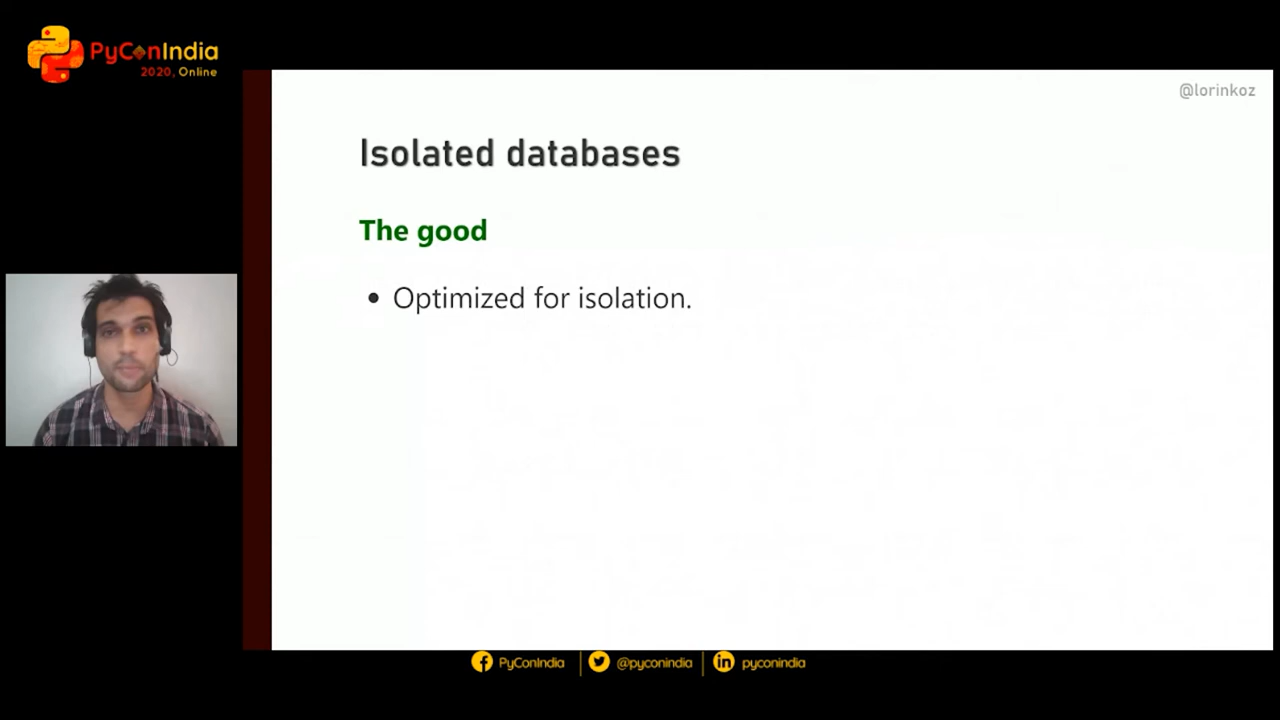 PyConIndia
2020, Online
@lorinkoz
Isolated databases
The good
• Optimized for isolation.
PyConIndia
@pyconindia
pyconindia